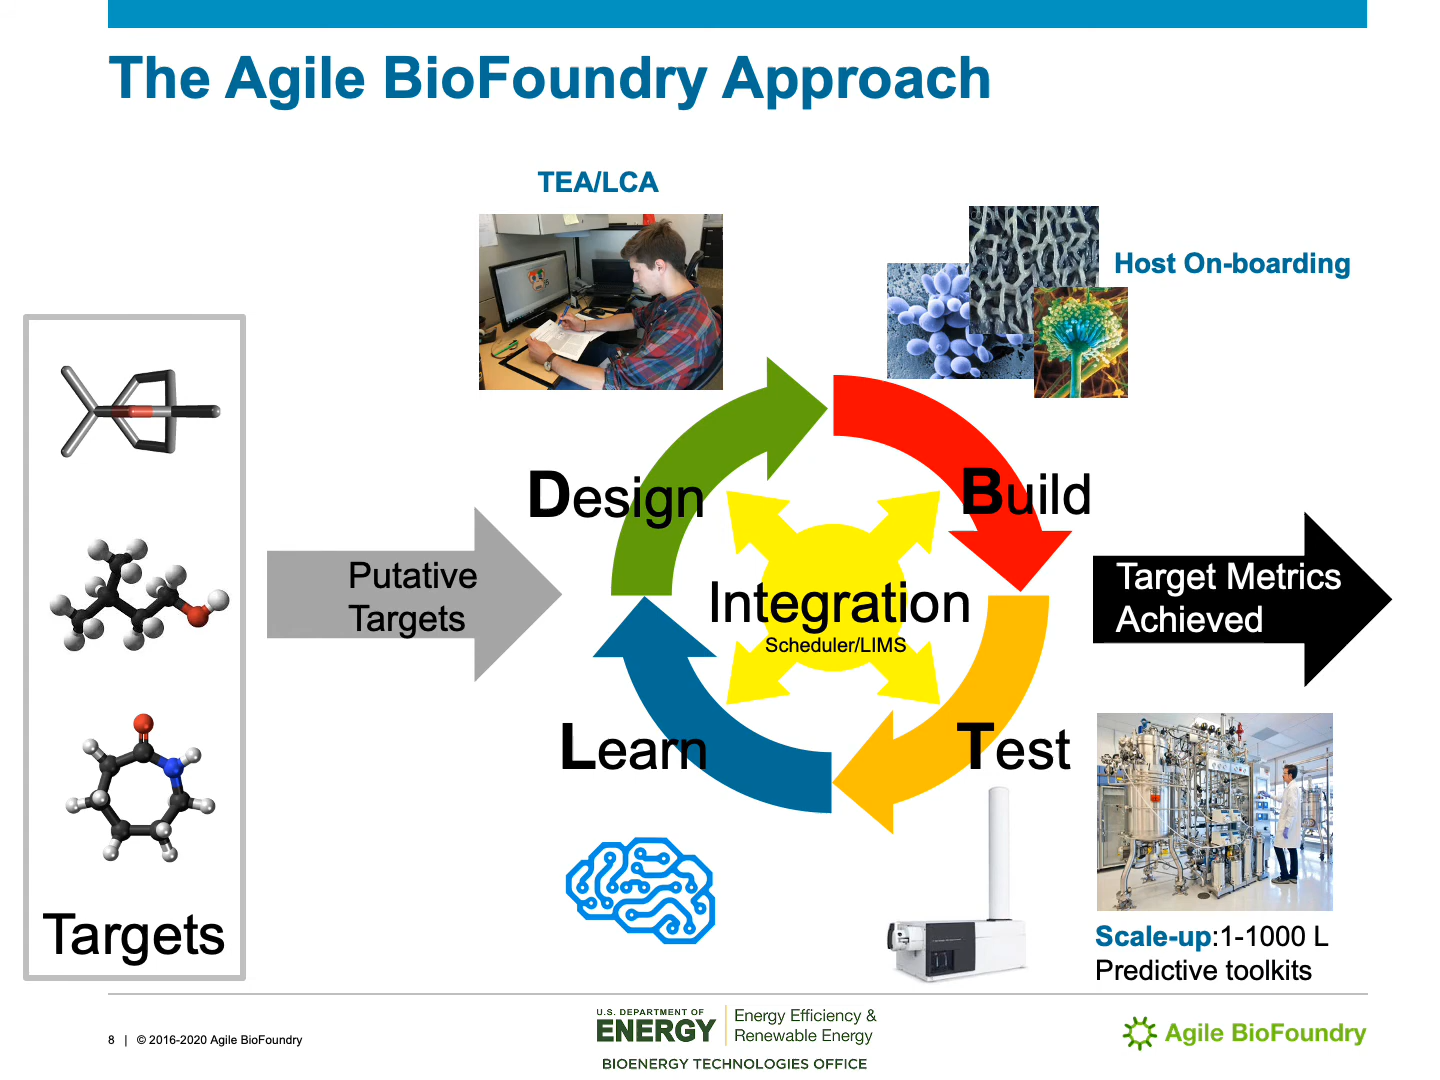 The Agile BioFoundry Approach
TEA/LCA
Host On-boarding
Design
Build
Putative
Targets
Integration
Scheduler/LIMS
Target Metrics
Achieved
Learn
Test
Targets
Scale-up:1-1000 L
Predictive toolkits
8 | © 2016-2020 Agile BioFoundry
U.S. DEPARTMENT OF
ENERGY
Energy Efficiency &
Renewable Energy
BIOENERGY TECHNOLOGIES OFFICE
Agile BioFoundry